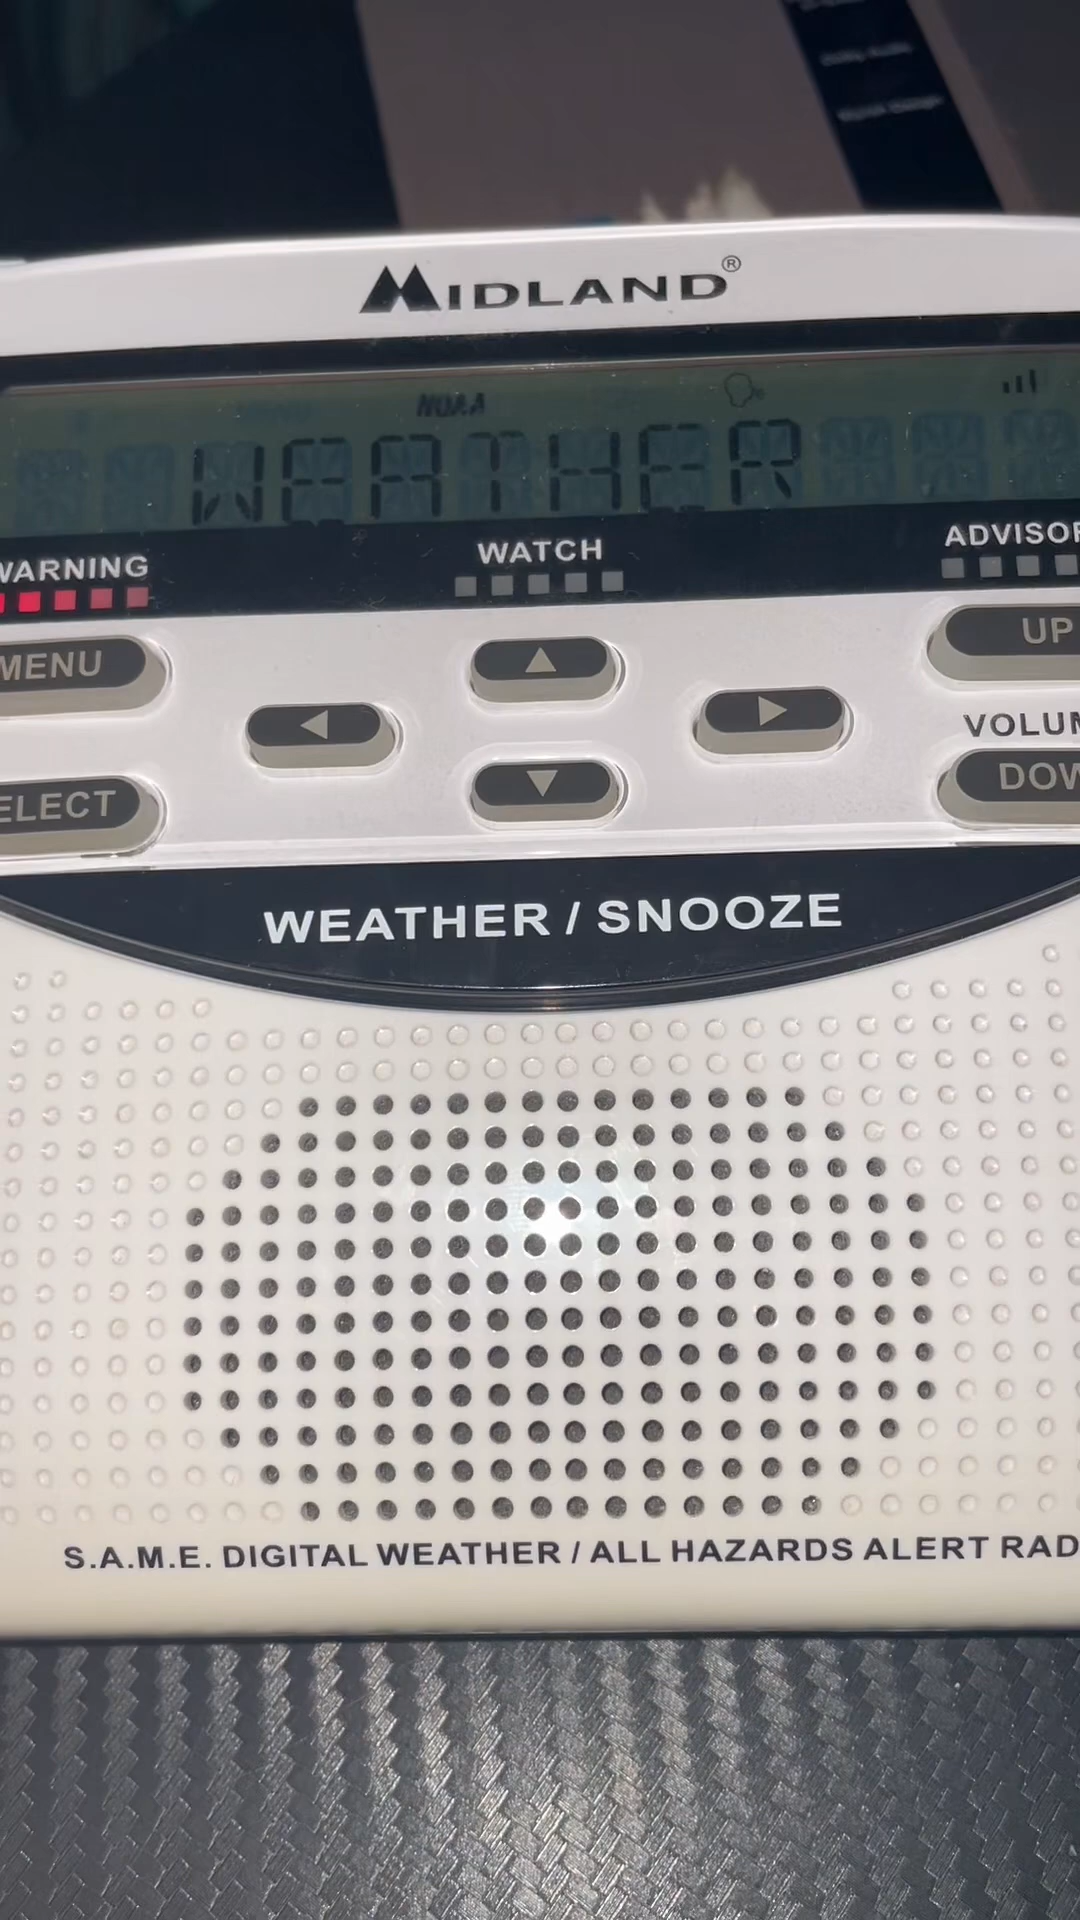 MIDLAND®
NOAA
WEATHER
WARNING
WATCH
ADVISOR
MENU
UP
VOLUM
ELECT
DOW
WEATHER / SNOOZE
S.A.M.E. DIGITAL WEATHER / ALL HAZARDS ALERT RAD